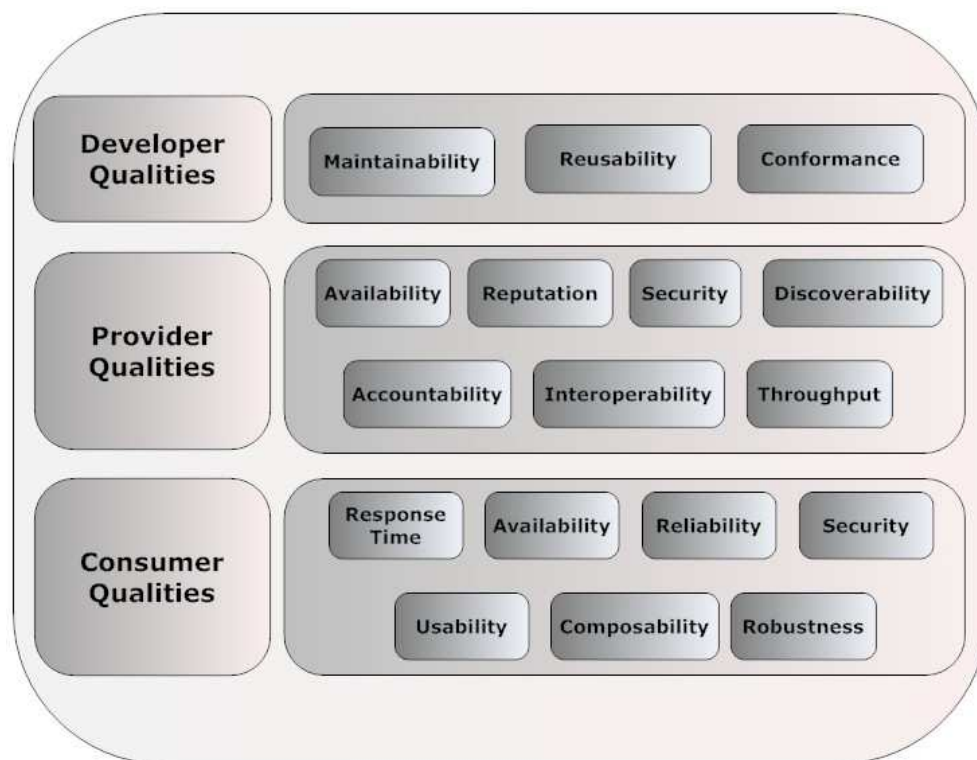 Developer
Qualities
Maintainability Reusability Conformance
Provider
Qualities
Availability Reputation Security Discoverability
Accountability Interoperability Throughput
Consumer
Qualities
Response
Time
Availability Reliability Security
Usability Composability Robustness